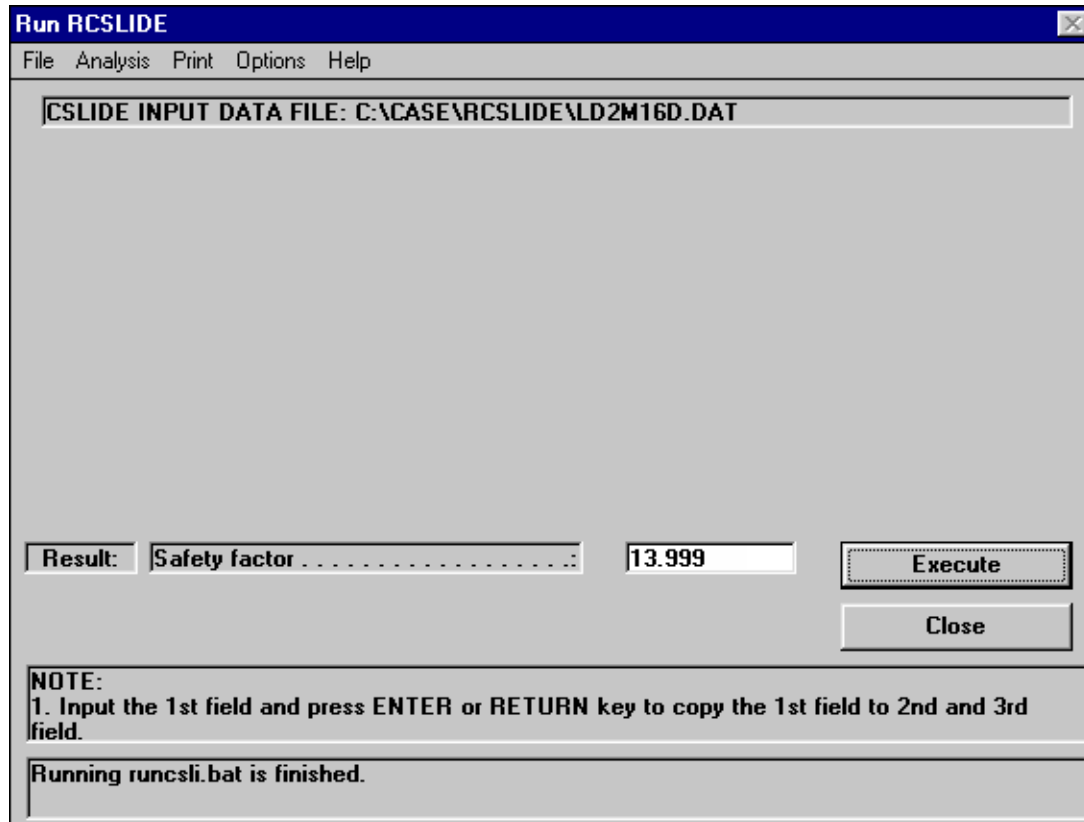 Run RCSLIDE
File Analysis Print Options Help
CSLIDE INPUT DATA FILE: C:\CASE\RCSLIDE\LD2M16D.DAT
Result: Safety factor . . . . . . . . . . . . . . . . . .: 13.999 Execute
Close
NOTE:
1. Input the 1st field and press ENTER or RETURN key to copy the 1st field to 2nd and 3rd
field.
Running runcsli.bat is finished.